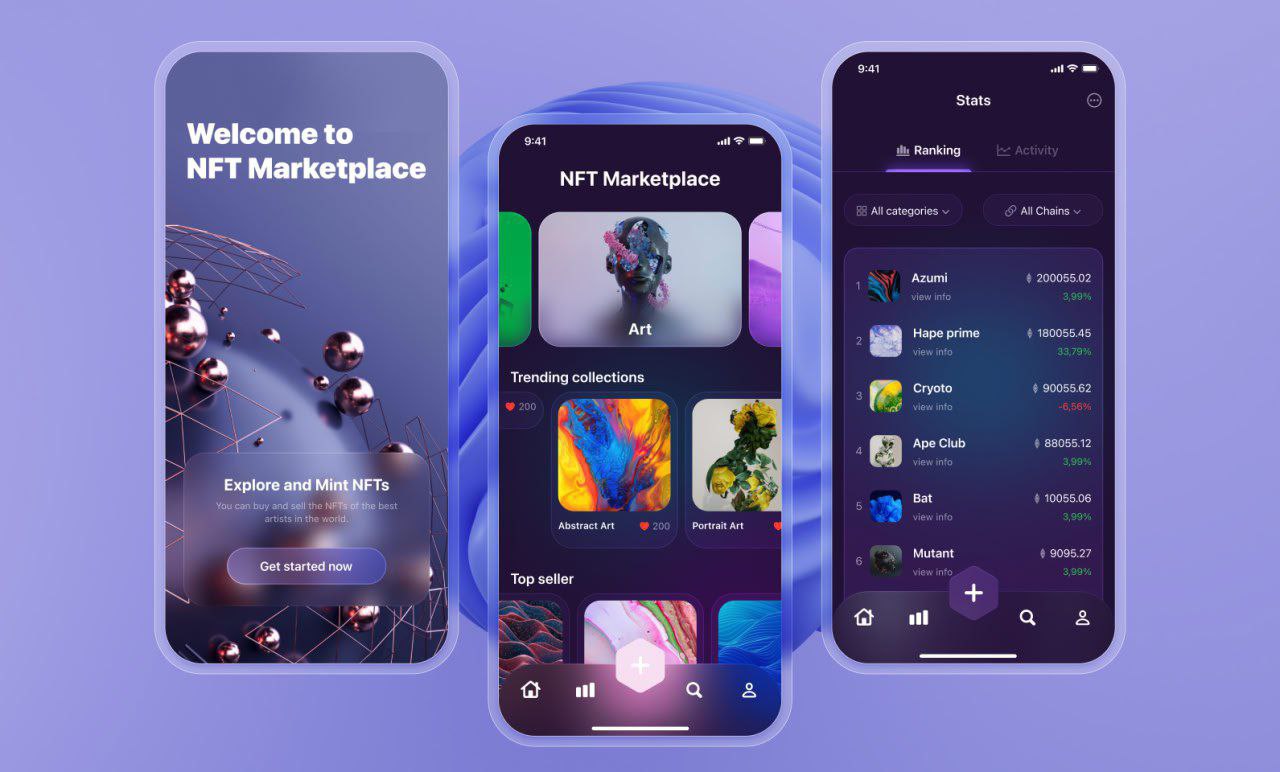 Welcome to
NFT Marketplace
Explore and Mint NFTs
You can buy and sell the NFTs of the best
artists in the world.
Get started now
9:41
NFT Marketplace
Art
Trending collections
200
Abstract Art 200
Portrait Art
Top seller
9:41
Stats
Ranking Activity
All categories All Chains
1 Azumi 200055.02
view info 3,99%
2 Hape prime 180055.45
view info 33,79%
3 Cryoto 90055.62
view info -6,56%
4 Ape Club 88055.12
view info 3,99%
5 Bat 10055.06
view info 3,99%
6 Mutant 9095.27
view info 3,99%